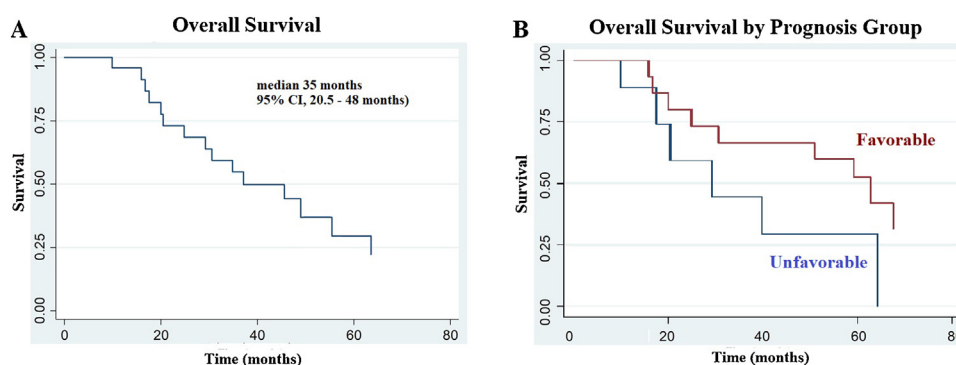 A
Overall Survival
median 35 months
95% CI, 20.5 - 48 months)
Survival
1.00
0.75
0.50
0.25
0.00
0 20 40 60 80
Time (months)
B
Overall Survival by Prognosis Group
Favorable
Unfavorable
Survival
1.00
0.75
0.50
0.25
0.00
0 20 40 60 80
Time (months)